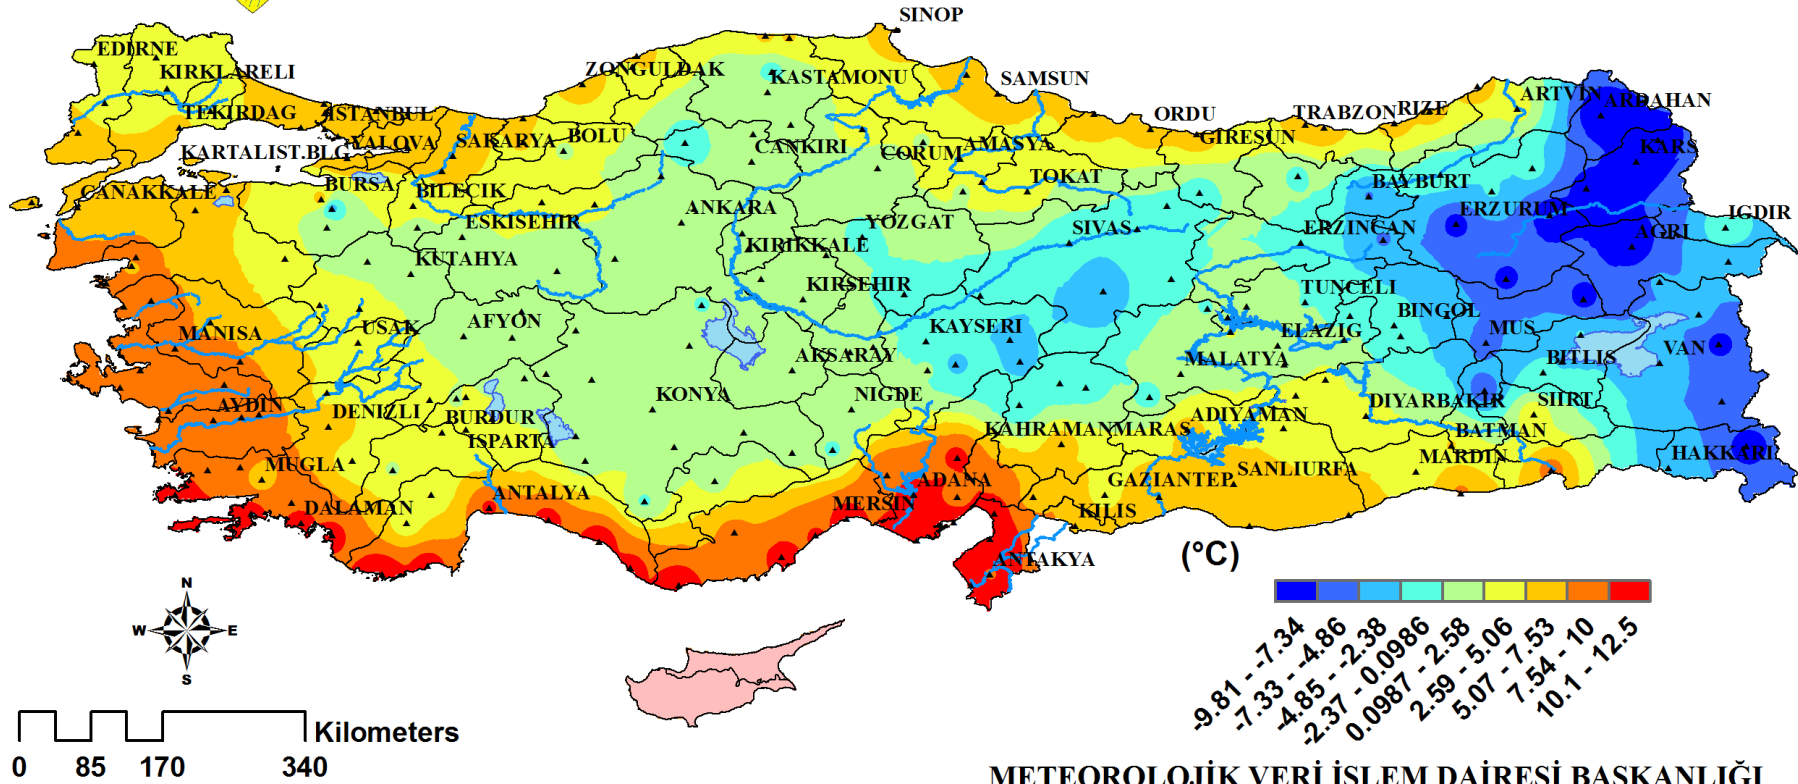 SINOP
EDIRNE
KIRKLARELI
ZONGULDAK
KASTAMONU
SAMSUN
TEKIRDAG
ISTANBUL
ORDU
TRABZON
RIZE
ARTVIN
ARDAHAN
KARTALIST.BLG
YALOVA
SAKARYA
BOLU
CANKIRI
CORUM
AMASYA
GIRESUN
KARS
CANAKKALE
BURSA
BILECIK
TOKAT
BAYBURT
ESKISEHIR
ANKARA
YOZGAT
SIVAS
ERZINCAN
ERZURUM
IGDIR
AGRI
KUTAHYA
KIRIKKALE
KIRSEHIR
TUNCELI
MANISA
USAK
AFYON
KAYSERI
ELAZIG
BINGOL
MUS
AKSARAY
MALATYA
BITLIS
VAN
AYDIN
DENIZLI
BURDUR
KONYA
NIGDE
DIYARBAKIR
SIIRT
ISPARTA
KAHRAMANMARAS
ADIYAMAN
BATMAN
MUGLA
MARDIN
HAKKARI
DALAMAN
ANTALYA
MERSIN
ADANA
GAZIANTEP
SANLIURFA
KILIS
ANTAKYA
(°C)
N
W E
S
-9.81 - -7.34
-7.33 - -4.86
-4.85 - -2.38
-2.37 - 0.0986
0.0987 - 2.58
2.59 - 5.06
5.07 - 7.53
7.54 - 10
10.1 - 12.5
Kilometers
0 85 170 340
METEOROLOJİK VERİ İŞLEM DAİRESİ BAŞKANLIĞI